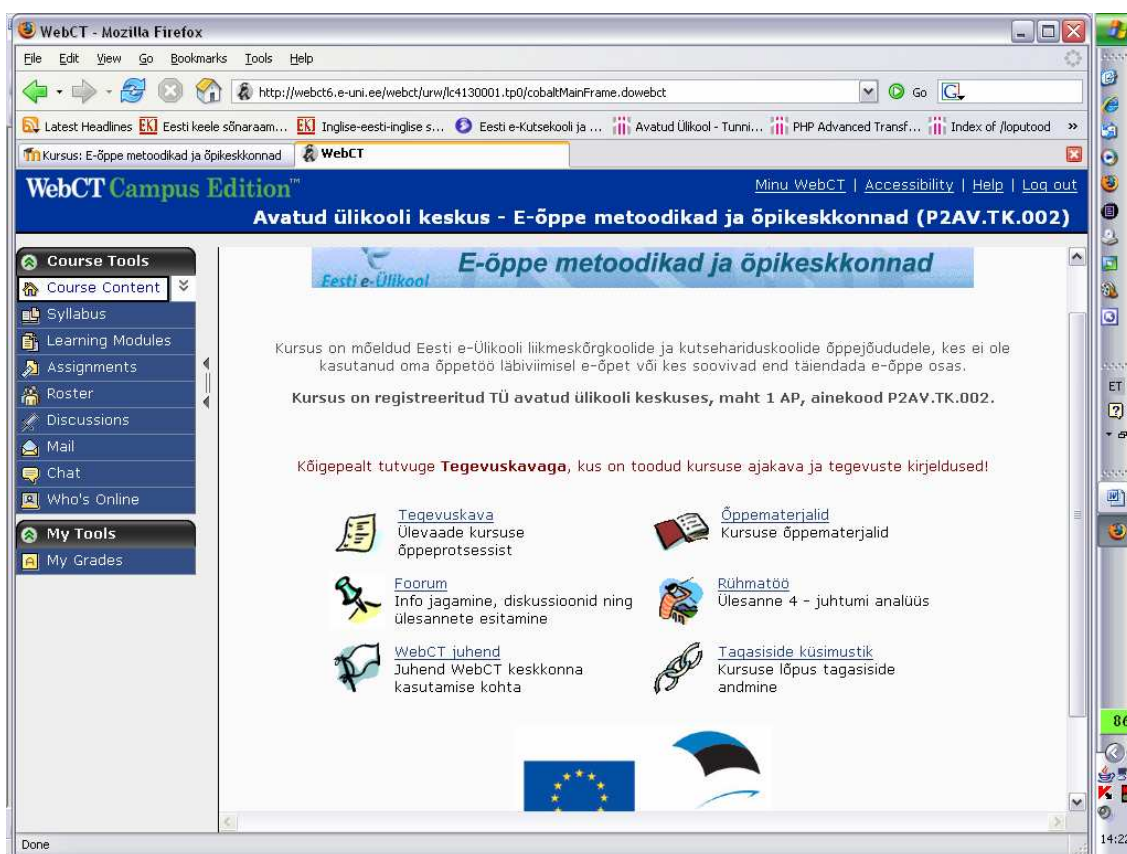 WebCT - Mozilla Firefox
File Edit View Go Bookmarks Tools Help
http://webct6.e-uni.ee/webct/urw/lc4130001.tp0/cobaltMainFrame.dowebct Go
Latest Headlines EKI Eesti keele sõnaraam... EKI Inglise-eesti-inglise s... Eesti e-Kutsekooli ja ... Avatud Ülikool - Tunni... PHP Advanced Transf... Index of /loputood »
Kursus: E-õppe metoodikad ja õpikeskkonnad WebCT
WebCT Campus Edition™
Minu WebCT | Accessibility | Help | Log out
Avatud ülikooli keskus - E-õppe metoodikad ja õpikeskkonnad (P2AV.TK.002)
Course Tools
Course Content
Syllabus
Learning Modules
Assignments
Roster
Discussions
Mail
Chat
Who's Online
My Tools
My Grades
Eesti e-Ülikool
E-õppe metoodikad ja õpikeskkonnad
Kursus on mõeldud Eesti e-Ülikooli liikmeskõrgkoolide ja kutsehariduskoolide õppejõududele, kes ei ole
kasutanud oma õppetöö läbiviimisel e-õpet või kes soovivad end täiendada e-õppe osas.
Kursus on registreeritud TÜ avatud ülikooli keskuses, maht 1 AP, ainekood P2AV.TK.002.
Kõigepealt tutvuge Tegevuskavaga, kus on toodud kursuse ajakava ja tegevuste kirjeldused!
Tegevuskava
Ülevaade kursuse
õppeprotsessist
Õppematerjalid
Kursuse õppematerjalid
Foorum
Info jagamine, diskussioonid ning
ülesannete esitamine
Rühmatöö
Ülesanne 4 - juhtumi analüüs
WebCT juhend
Juhend WebCT keskkonna
kasutamise kohta
Tagasiside küsimustik
Kursuse lõpus tagasiside
andmine
Done
ET
86
14:22